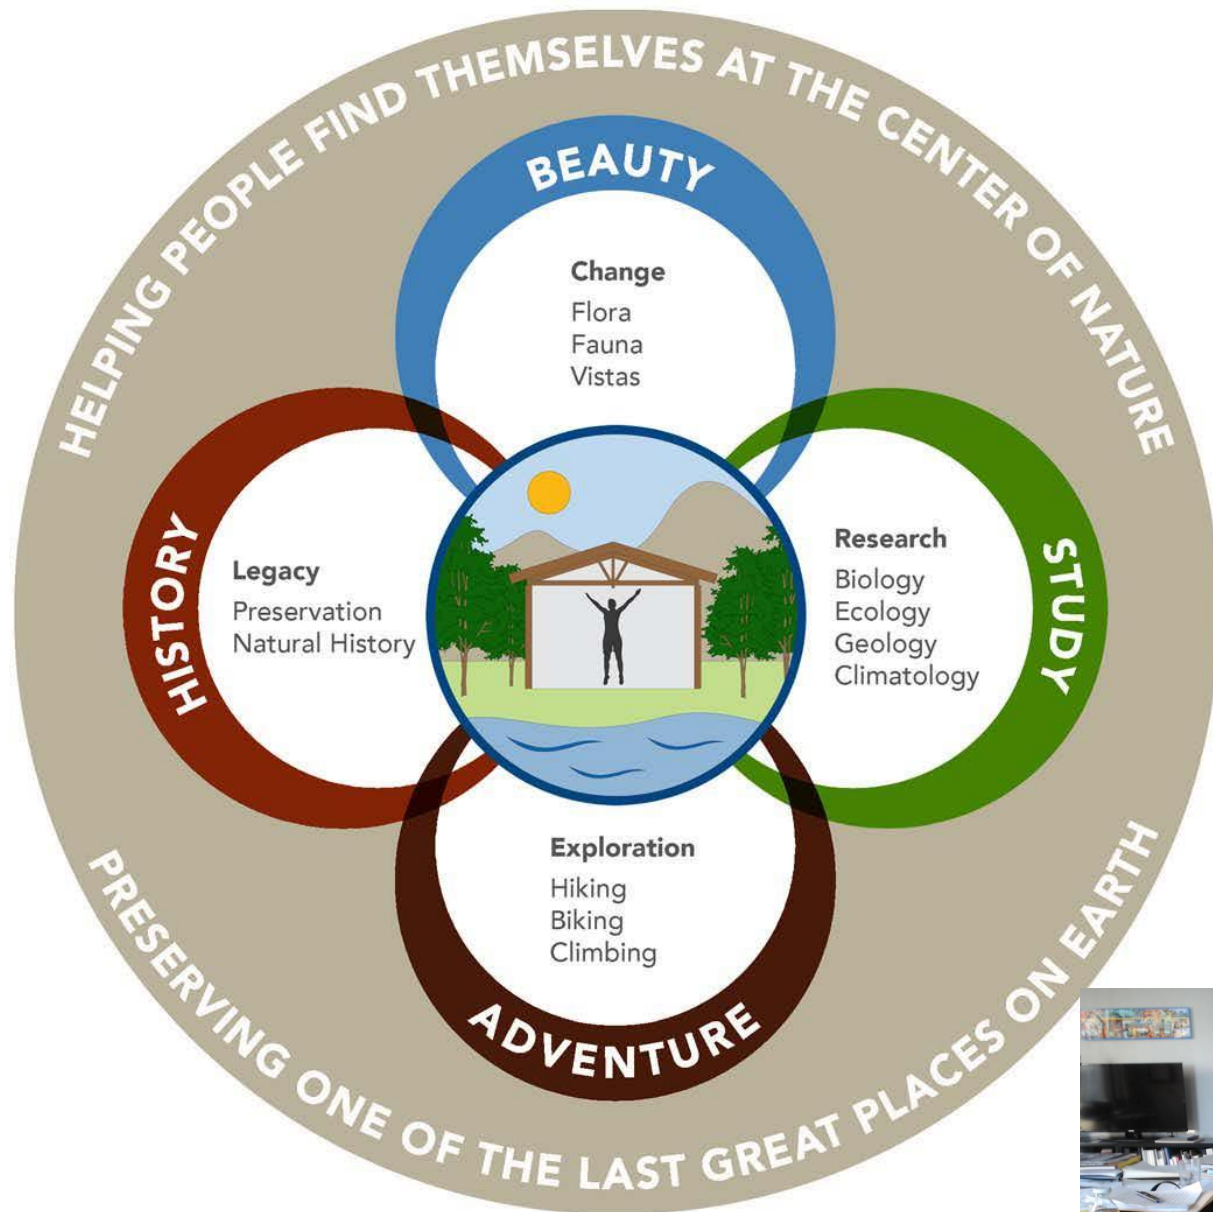 HELPING PEOPLE FIND THEMSELVES AT THE CENTER OF NATURE
BEAUTY
Change
Flora
Fauna
Vistas
HISTORY
Legacy
Preservation
Natural History
STUDY
Research
Biology
Ecology
Geology
Climatology
Exploration
Hiking
Biking
Climbing
ADVENTURE
PRESERVING ONE OF THE LAST GREAT PLACES ON EARTH